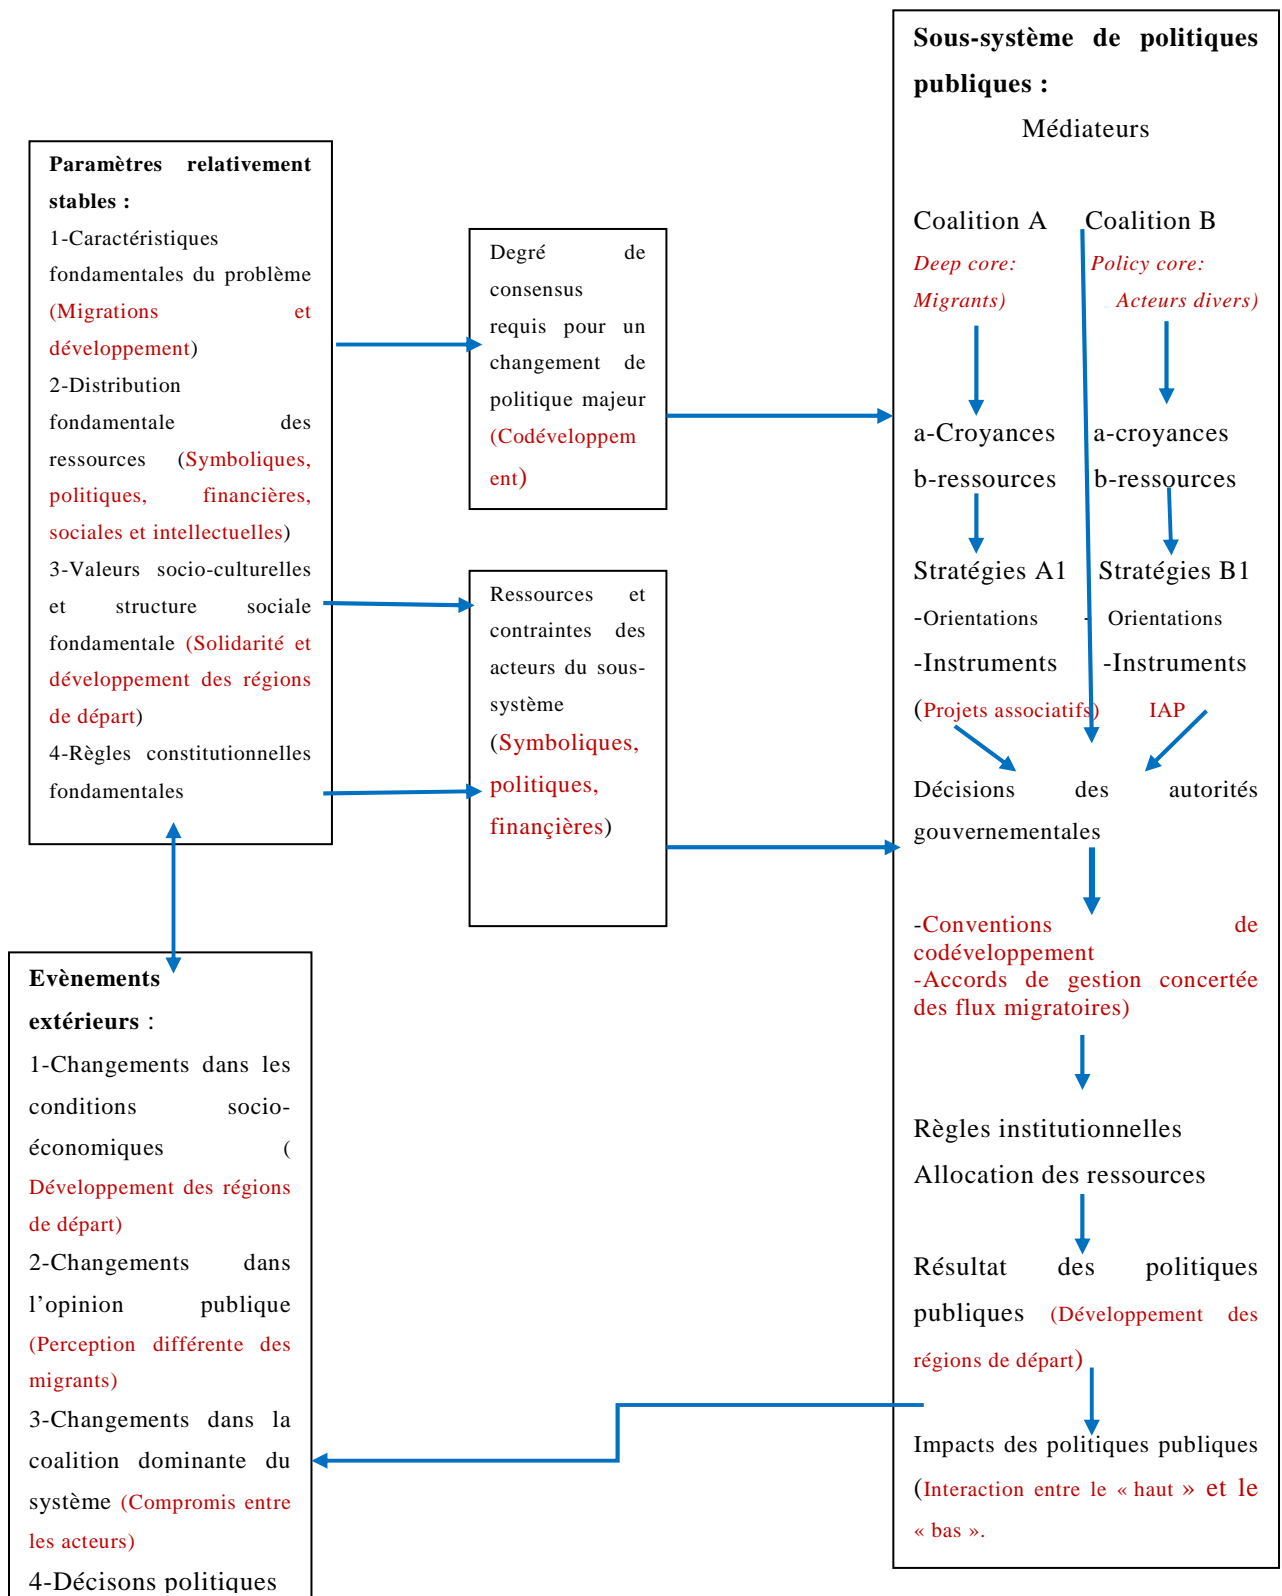 Paramètres relativement
stables :
1-Caractéristiques
fondamentales du problème
(Migrations et
développement)
2-Distribution
fondamentale des
ressources (Symboliques,
politiques, financières,
sociales et intellectuelles)
3-Valeurs socio-culturelles
et structure sociale
fondamentale (Solidarité et
développement des régions
de départ)
4-Règles constitutionnelles
fondamentales
Evènements
extérieurs :
1-Changements dans les
conditions socio-
économiques (
Développement des régions
de départ)
2-Changements dans
l’opinion publique
(Perception différente des
migrants)
3-Changements dans la
coalition dominante du
système (Compromis entre
les acteurs)
4-Décisons politiques
Degré de
consensus
requis pour un
changement de
politique majeur
(Codéveloppem
ent)
Ressources et
contraintes des
acteurs du sous-
système
(Symboliques,
politiques,
finançières)
Sous-système de politiques
publiques :
Médiateurs
Coalition A Coalition B
Deep core: Policy core:
Migrants) Acteurs divers)
a-Croyances a-croyances
b-ressources b-ressources
Stratégies A1 Stratégies B1
-Orientations - Orientations
-Instruments -Instruments
(Projets associatifs) IAP
Décisions des autorités
gouvernementales
-Conventions de
codéveloppement
-Accords de gestion concertée
des flux migratoires)
Règles institutionnelles
Allocation des ressources
Résultat des politiques
publiques (Développement des
régions de départ)
Impacts des politiques publiques
(Interaction entre le « haut » et le
« bas ».